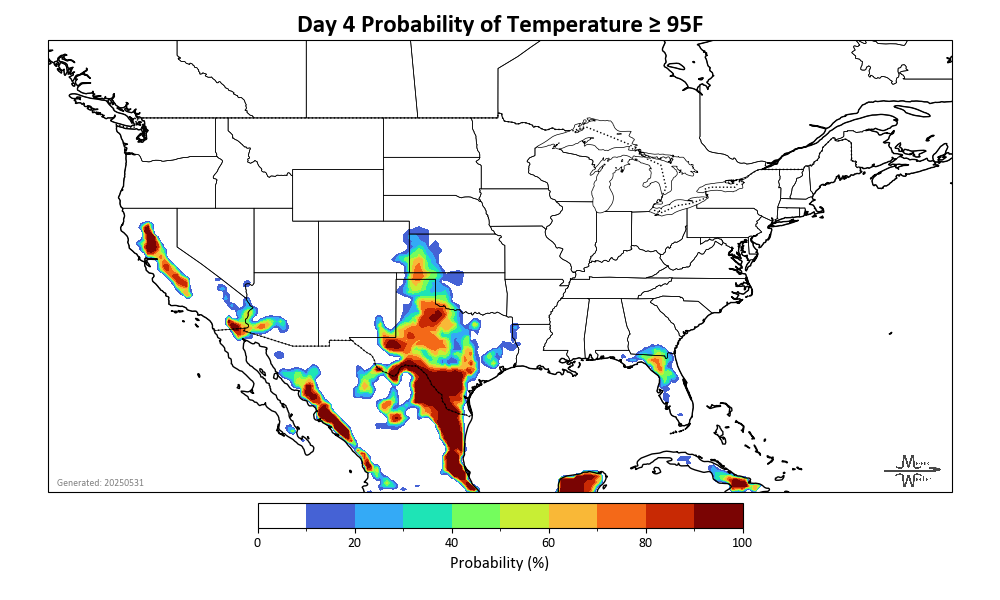 Day 4 Probability of Temperature ≥ 95F
Generated: 20250531
0 20 40 60 80 100
Probability (%)